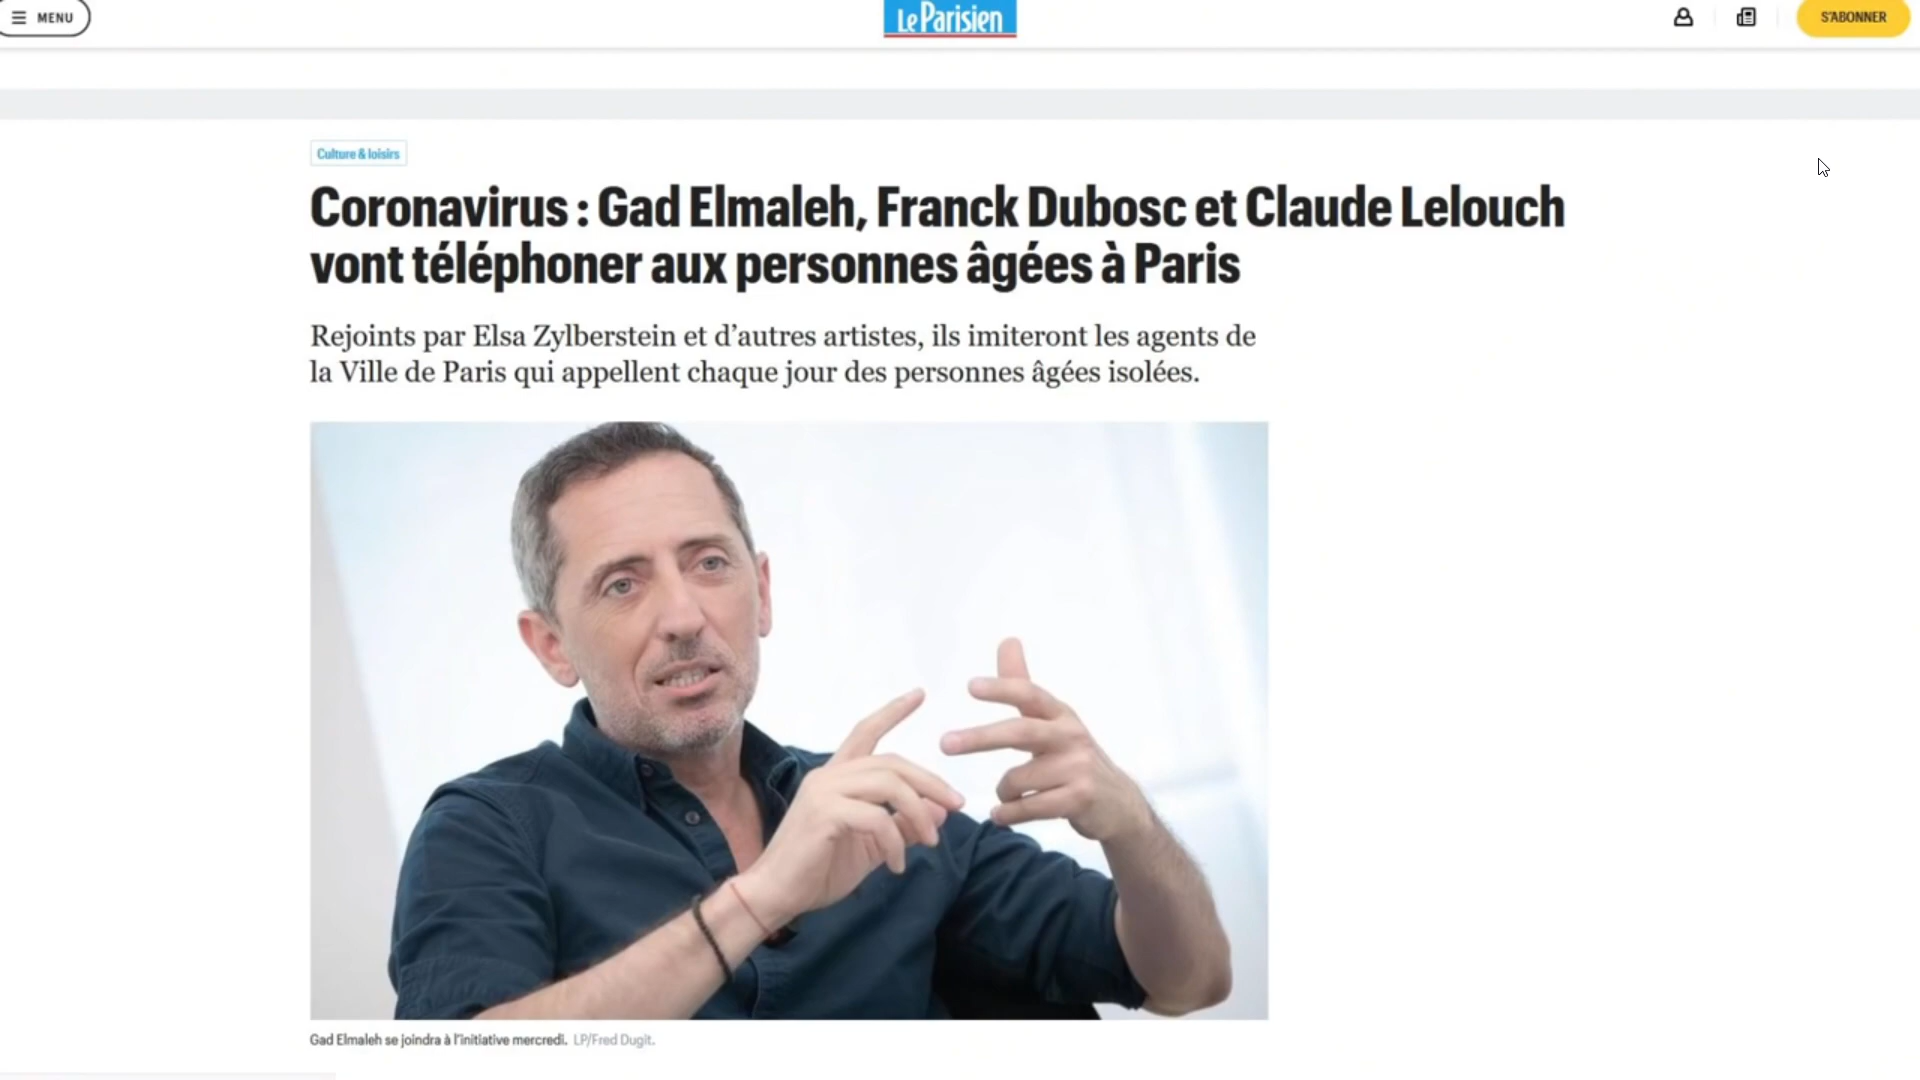 MENU
Le Parisien
S'ABONNER
Culture & loisirs
Coronavirus : Gad Elmaleh, Franck Dubosc et Claude Lelouch
vont téléphoner aux personnes âgées à Paris
Rejoints par Elsa Zylberstein et d’autres artistes, ils imiteront les agents de
la Ville de Paris qui appellent chaque jour des personnes âgées isolées.
Gad Elmaleh se joindra à l’initiative mercredi. LP/Fred Dugit.